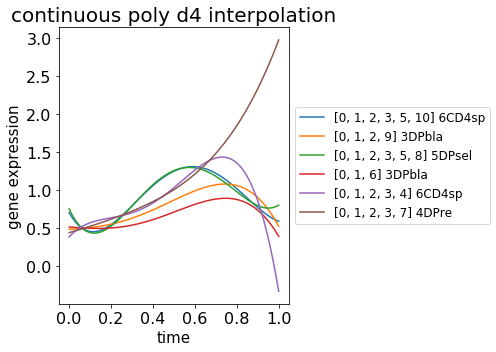 continuous poly d4 interpolation
gene expression
3.0
2.5
2.0
1.5
1.0
0.5
0.0
0.0 0.2 0.4 0.6 0.8 1.0
time
[0, 1, 2, 3, 5, 10] 6CD4sp
[0, 1, 2, 9] 3DPbla
[0, 1, 2, 3, 5, 8] 5DPsel
[0, 1, 6] 3DPbla
[0, 1, 2, 3, 4] 6CD4sp
[0, 1, 2, 3, 7] 4DPre